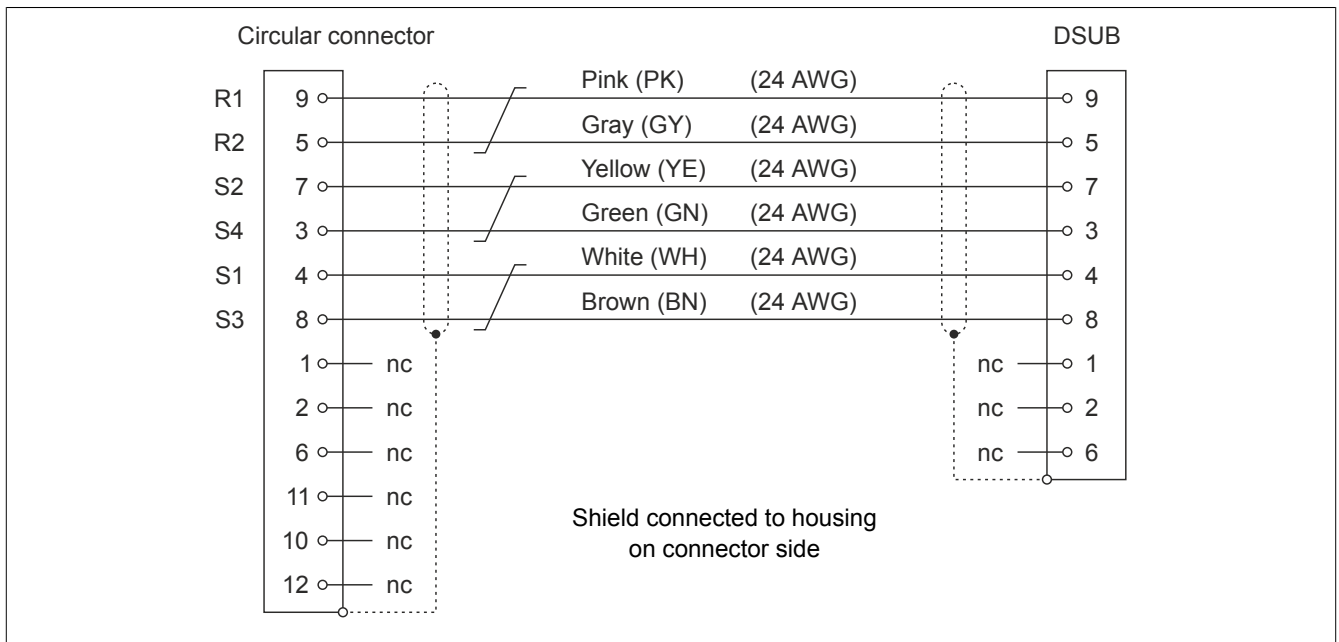 Circular connector DSUB
R1 9 Pink (PK) (24 AWG) 9
R2 5 Gray (GY) (24 AWG) 5
S2 7 Yellow (YE) (24 AWG) 7
S4 3 Green (GN) (24 AWG) 3
S1 4 White (WH) (24 AWG) 4
S3 8 Brown (BN) (24 AWG) 8
1 nc nc 1
2 nc nc 2
6 nc nc 6
11 nc
Shield connected to housing
10 nc
on connector side
12 nc